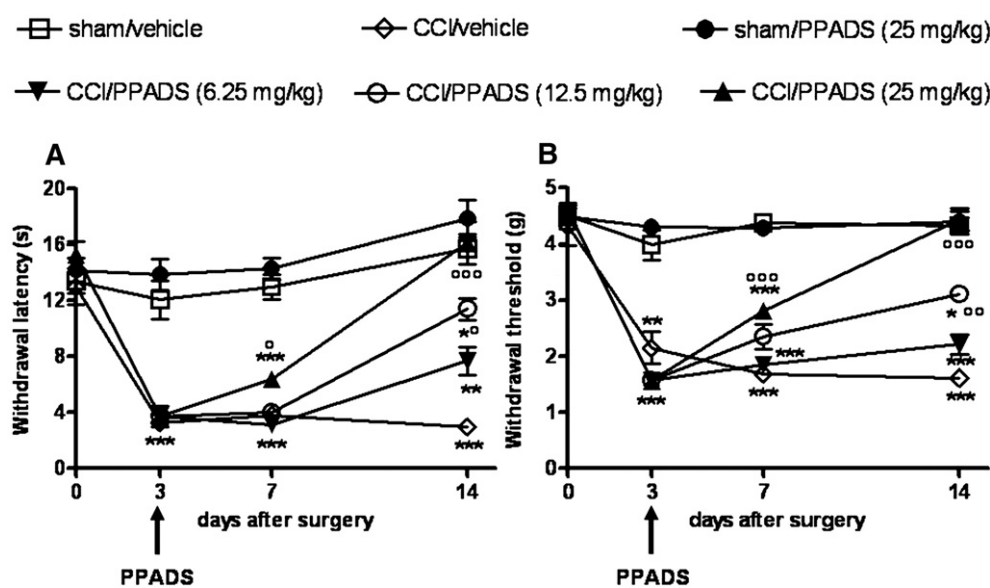 sham/vehicle CCI/vehicle sham/PPADS (25 mg/kg)
CCI/PPADS (6.25 mg/kg) CCI/PPADS (12.5 mg/kg) CCI/PPADS (25 mg/kg)
A
Withdrawal latency (s)
20
16
12
8
4
0
¤¤¤
*¤
¤
***
**
***
***
***
0 3 7 14
days after surgery
PPADS
B
Withdrawal threshold (g)
5
4
3
2
1
0
¤¤¤
¤¤¤
***
* ¤¤
**
***
***
***
***
***
0 3 7 14
days after surgery
PPADS